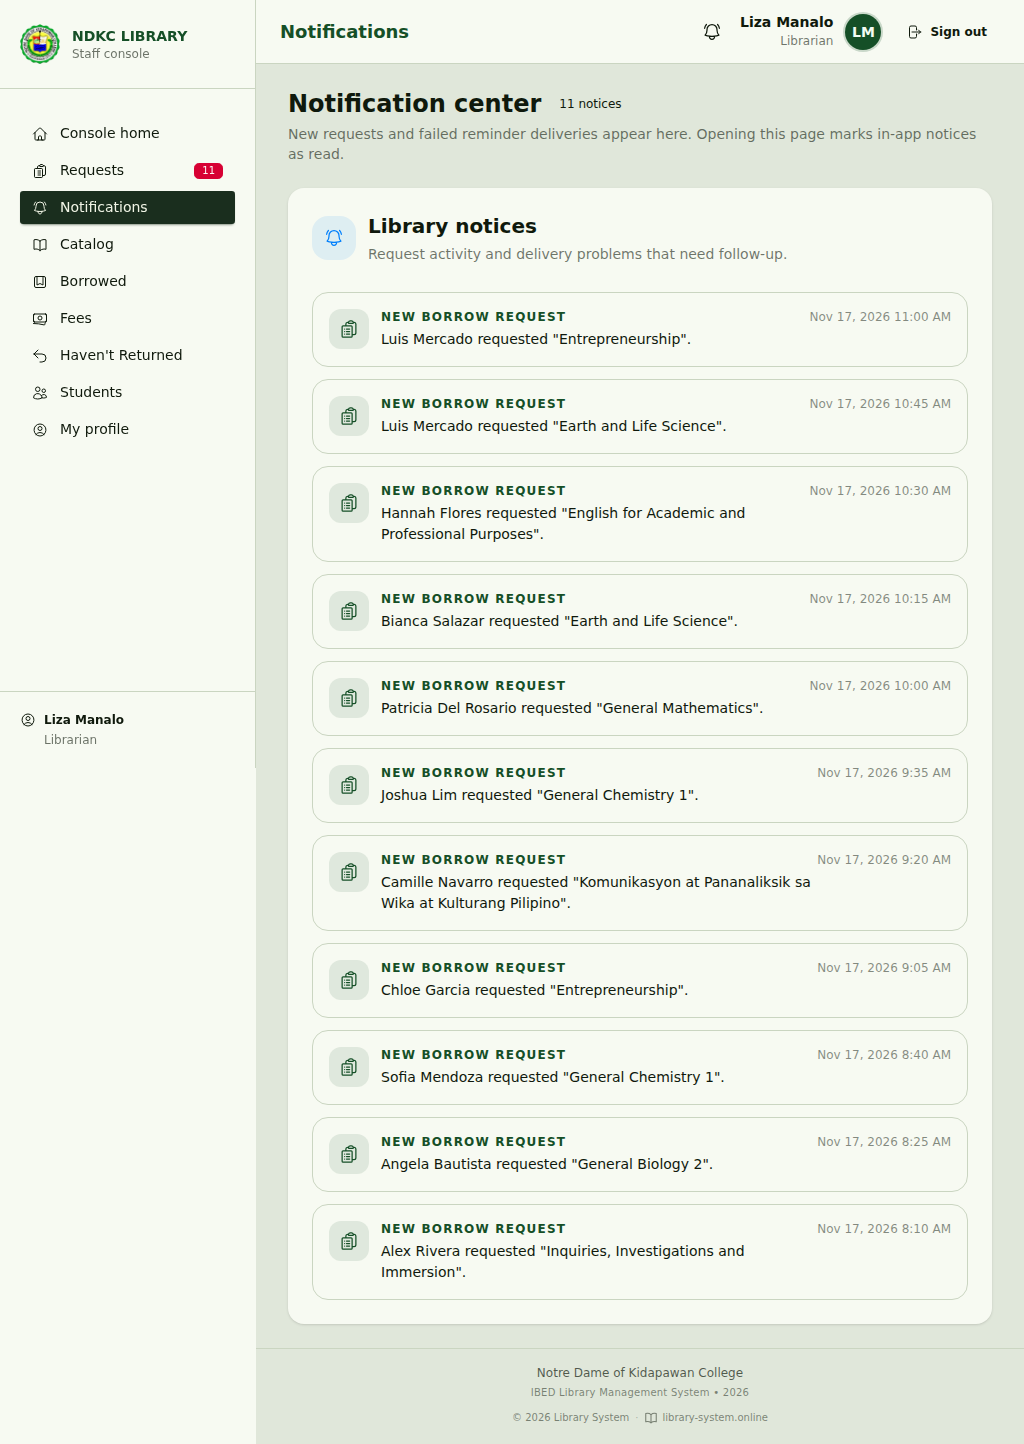 NDKC LIBRARY
Staff console
Console home
Requests 11
Notifications
Catalog
Borrowed
Fees
Haven't Returned
Students
My profile
Liza Manalo
Librarian
Notifications
Liza Manalo
Librarian
LM
Sign out
Notification center 11 notices
New requests and failed reminder deliveries appear here. Opening this page marks in-app notices
as read.
Library notices
Request activity and delivery problems that need follow-up.
NEW BORROW REQUEST Nov 17, 2026 11:00 AM
Luis Mercado requested "Entrepreneurship".
NEW BORROW REQUEST Nov 17, 2026 10:45 AM
Luis Mercado requested "Earth and Life Science".
NEW BORROW REQUEST Nov 17, 2026 10:30 AM
Hannah Flores requested "English for Academic and
Professional Purposes".
NEW BORROW REQUEST Nov 17, 2026 10:15 AM
Bianca Salazar requested "Earth and Life Science".
NEW BORROW REQUEST Nov 17, 2026 10:00 AM
Patricia Del Rosario requested "General Mathematics".
NEW BORROW REQUEST Nov 17, 2026 9:35 AM
Joshua Lim requested "General Chemistry 1".
NEW BORROW REQUEST Nov 17, 2026 9:20 AM
Camille Navarro requested "Komunikasyon at Pananaliksik sa
Wika at Kulturang Pilipino".
NEW BORROW REQUEST Nov 17, 2026 9:05 AM
Chloe Garcia requested "Entrepreneurship".
NEW BORROW REQUEST Nov 17, 2026 8:40 AM
Sofia Mendoza requested "General Chemistry 1".
NEW BORROW REQUEST Nov 17, 2026 8:25 AM
Angela Bautista requested "General Biology 2".
NEW BORROW REQUEST Nov 17, 2026 8:10 AM
Alex Rivera requested "Inquiries, Investigations and
Immersion".
Notre Dame of Kidapawan College
IBED Library Management System • 2026
© 2026 Library System · library-system.online